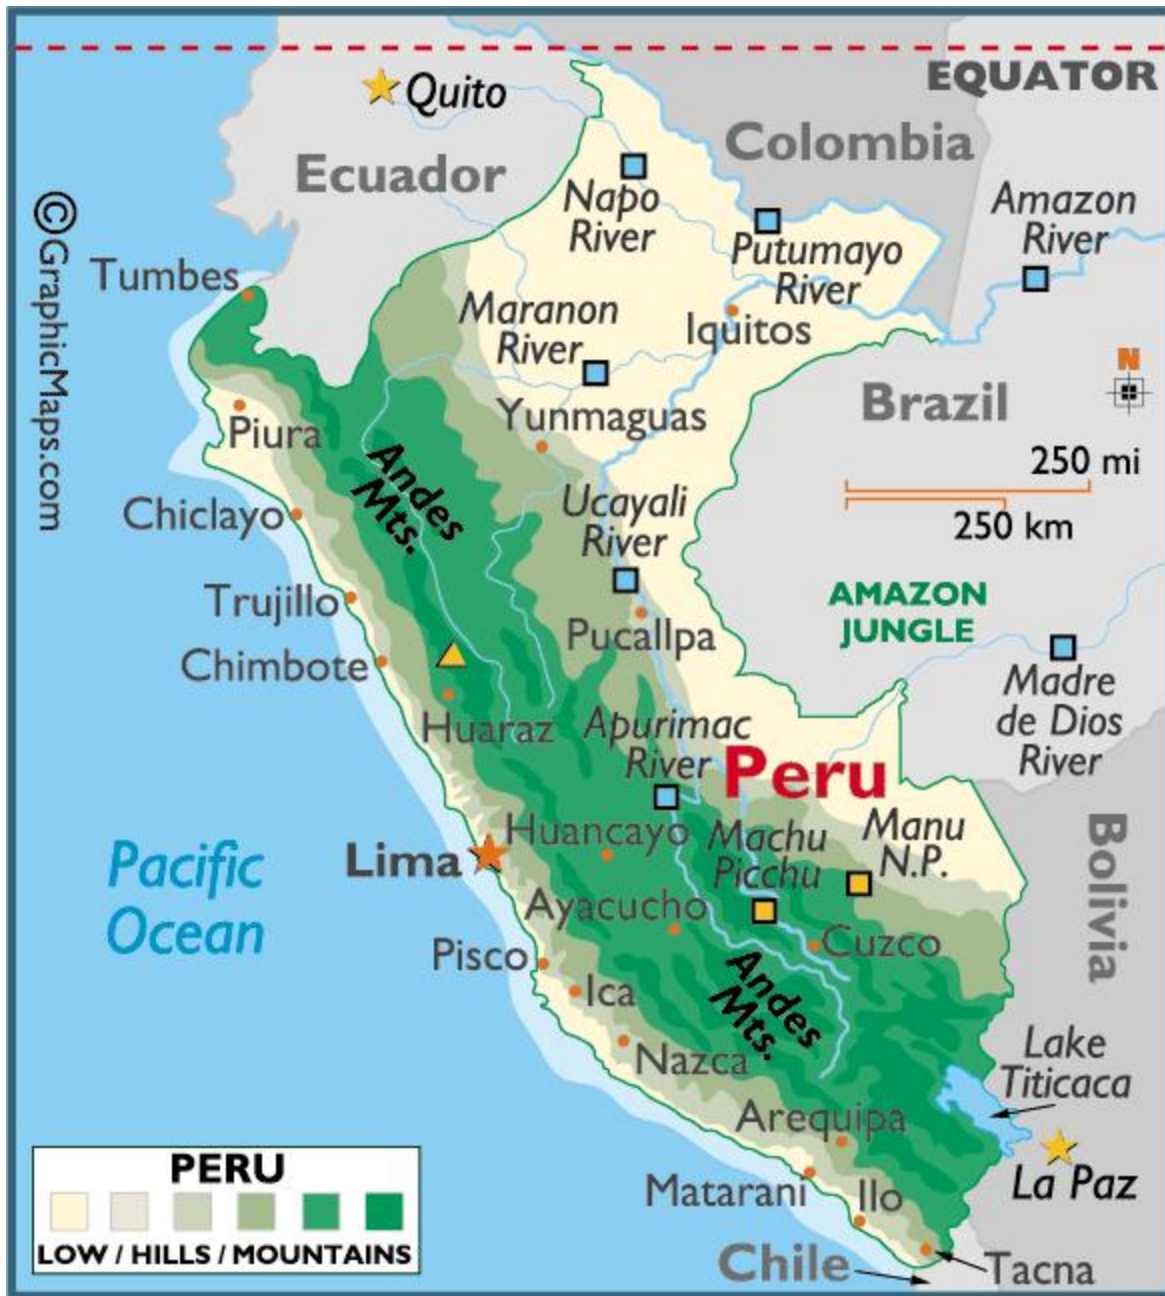 EQUATOR
Quito
Colombia
Ecuador
Napo
River
Amazon
River
Putumayo
River
©GraphicMaps.com
Tumbes
Maranon
River
Iquitos
N
Brazil
Yunmaguas
Piura
250 mi
Andes
Mts.
Ucayali
River
Chiclayo
250 km
AMAZON
JUNGLE
Trujillo
Pucallpa
Chimbote
Madre
de Dios
River
Huaraz
Apurimac
River
Peru
Huancayo
Machu
Picchu
Manu
N.P.
Bolivia
Lima
Pacific
Ocean
Ayacucho
Cuzco
Pisco
Andes
Mts.
Ica
Nazca
Lake
Titicaca
Arequipa
La Paz
Matarani
Ilo
PERU
LOW / HILLS / MOUNTAINS
Chile
Tacna